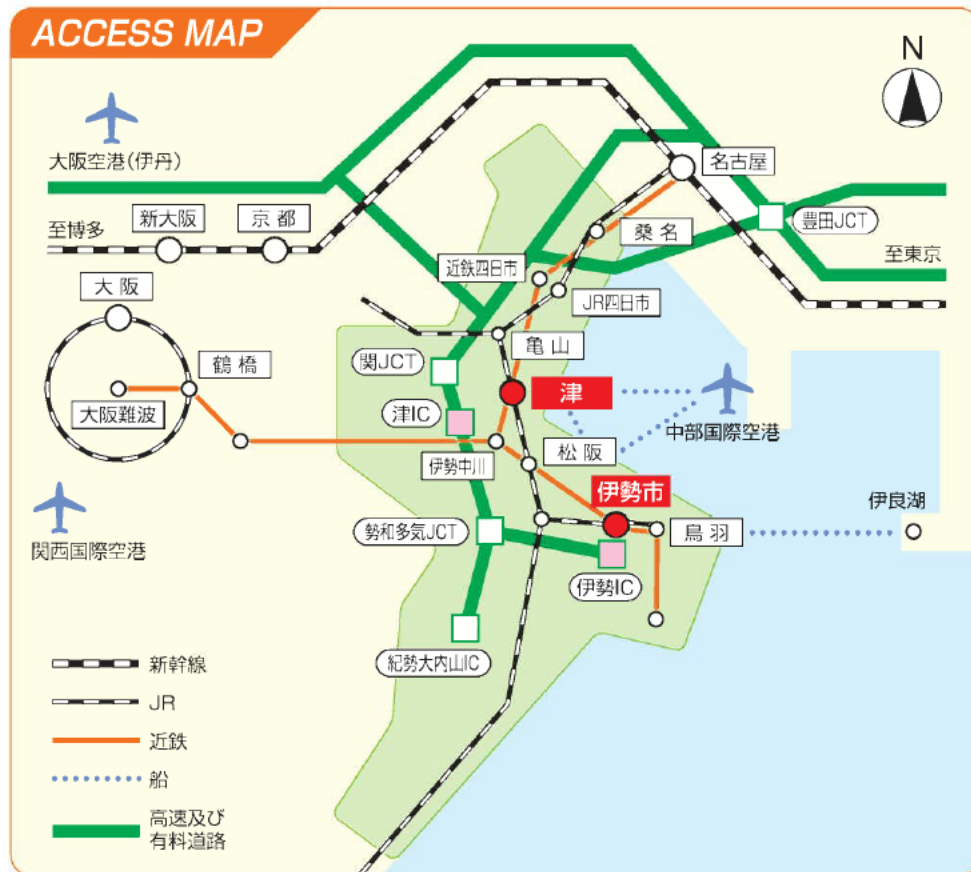 ACCESS MAP
N
大阪空港(伊丹)
名古屋
新大阪
京都
至博多
桑名
豊田JCT
至東京
近鉄四日市
大阪
JR四日市
鶴橋
関JCT
亀山
津
大阪難波
津IC
中部国際空港
伊勢中川
松阪
伊勢市
伊良湖
関西国際空港
勢和多気JCT
鳥羽
伊勢IC
紀勢大内山IC
新幹線
JR
近鉄
船
高速及び
有料道路